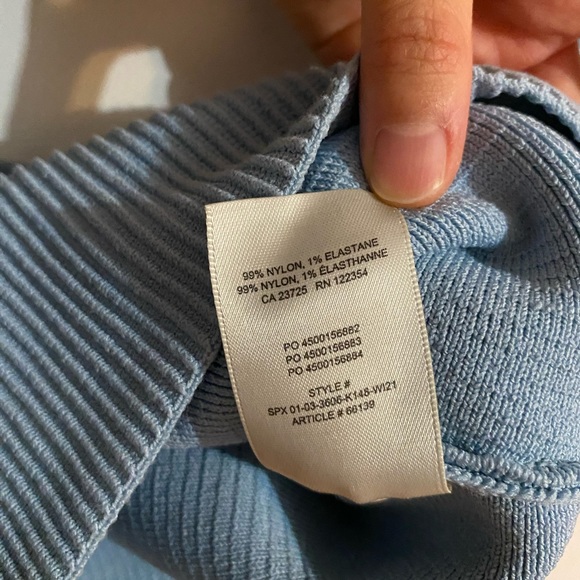 99% NYLON, 1% ELASTANE
99% NYLON, 1% ÉLASTHANNE
CA 23725 RN 122354
PO 4500156882
PO 4500156883
PO 4500156884
STYLE #
SPX 01-03-3606-K148-WI21
ARTICLE # 66139